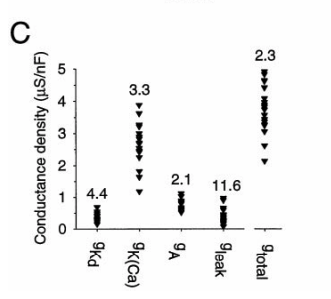 C
Conductance density (μS/nF)
5
4
3
2
1
0
4.4
3.3
2.1
11.6
2.3
gKd
gK(Ca)
gA
gleak
gtotal